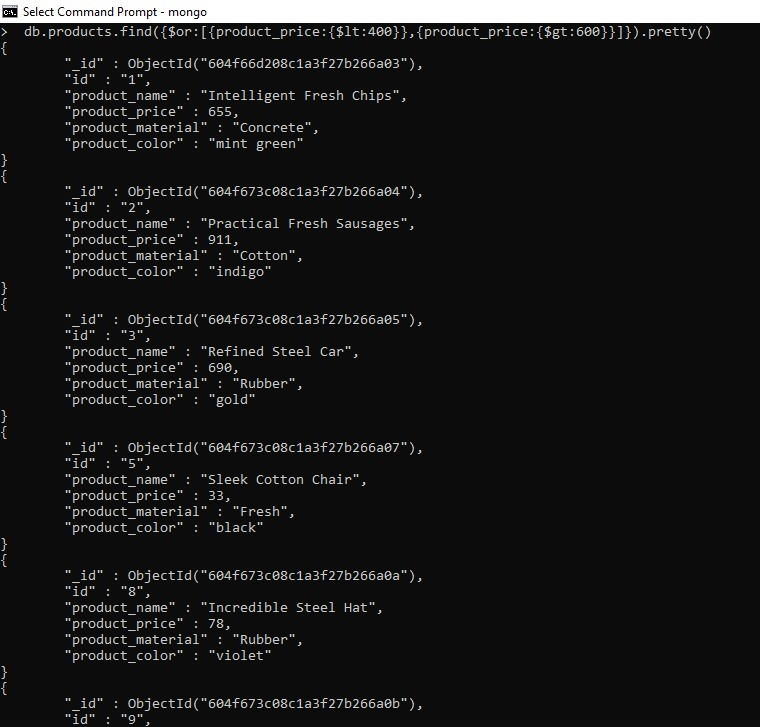 Select Command Prompt - mongo
> db.products.find({$or:[{product_price:{$lt:400}},{product_price:{$gt:600}}]}).pretty()
{
"_id" : ObjectId("604f66d208c1a3f27b266a03"),
"id" : "1",
"product_name" : "Intelligent Fresh Chips",
"product_price" : 655,
"product_material" : "Concrete",
"product_color" : "mint green"
}
{
"_id" : ObjectId("604f673c08c1a3f27b266a04"),
"id" : "2",
"product_name" : "Practical Fresh Sausages",
"product_price" : 911,
"product_material" : "Cotton",
"product_color" : "indigo"
}
{
"_id" : ObjectId("604f673c08c1a3f27b266a05"),
"id" : "3",
"product_name" : "Refined Steel Car",
"product_price" : 690,
"product_material" : "Rubber",
"product_color" : "gold"
}
{
"_id" : ObjectId("604f673c08c1a3f27b266a07"),
"id" : "5",
"product_name" : "Sleek Cotton Chair",
"product_price" : 33,
"product_material" : "Fresh",
"product_color" : "black"
}
{
"_id" : ObjectId("604f673c08c1a3f27b266a0a"),
"id" : "8",
"product_name" : "Incredible Steel Hat",
"product_price" : 78,
"product_material" : "Rubber",
"product_color" : "violet"
}
{
"_id" : ObjectId("604f673c08c1a3f27b266a0b"),
"id" : "9",